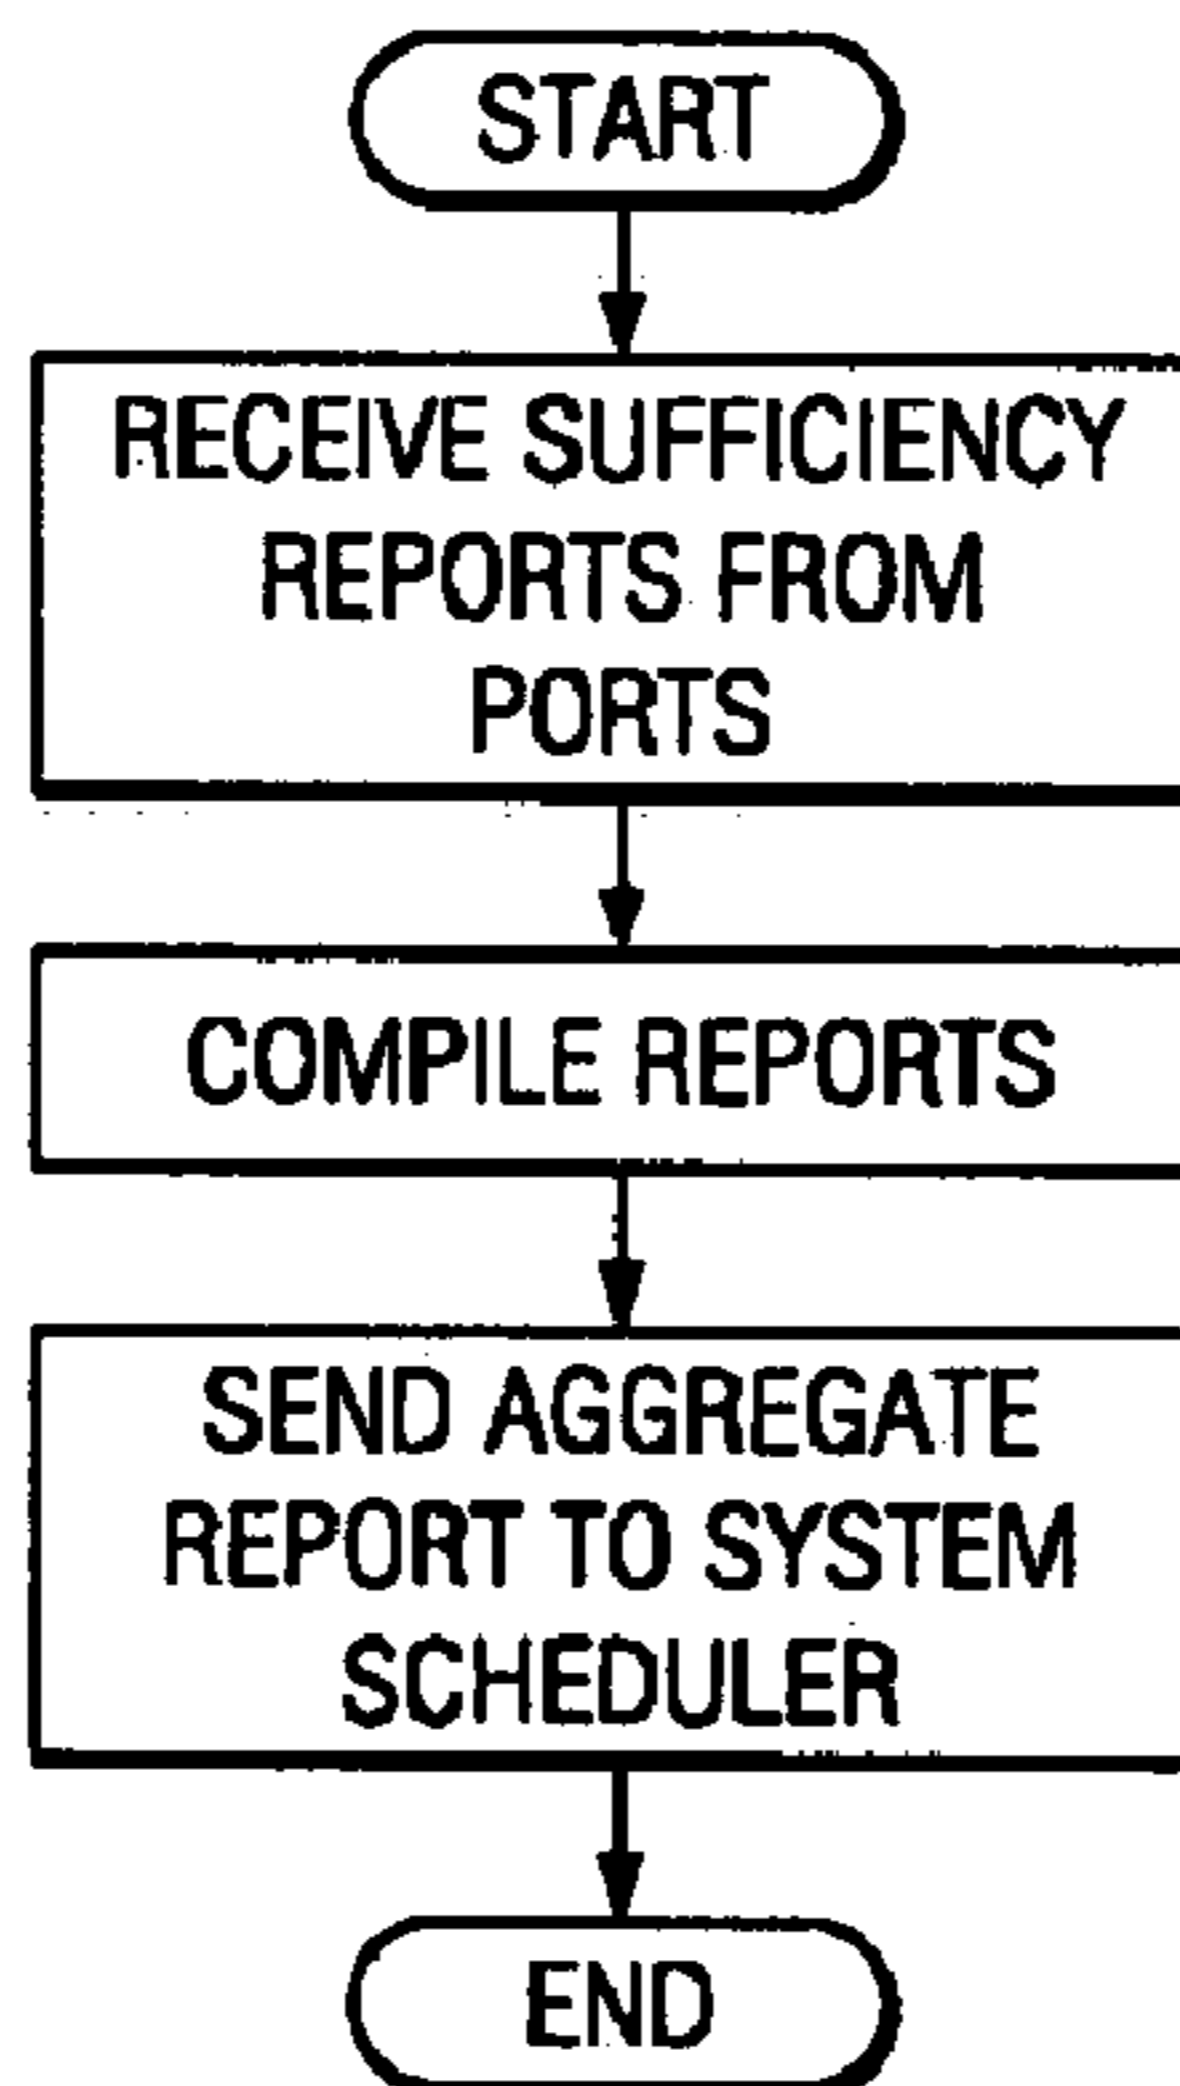 START
RECEIVE SUFFICIENCY
REPORTS FROM
PORTS
COMPILE REPORTS
SEND AGGREGATE
REPORT TO SYSTEM
SCHEDULER
END